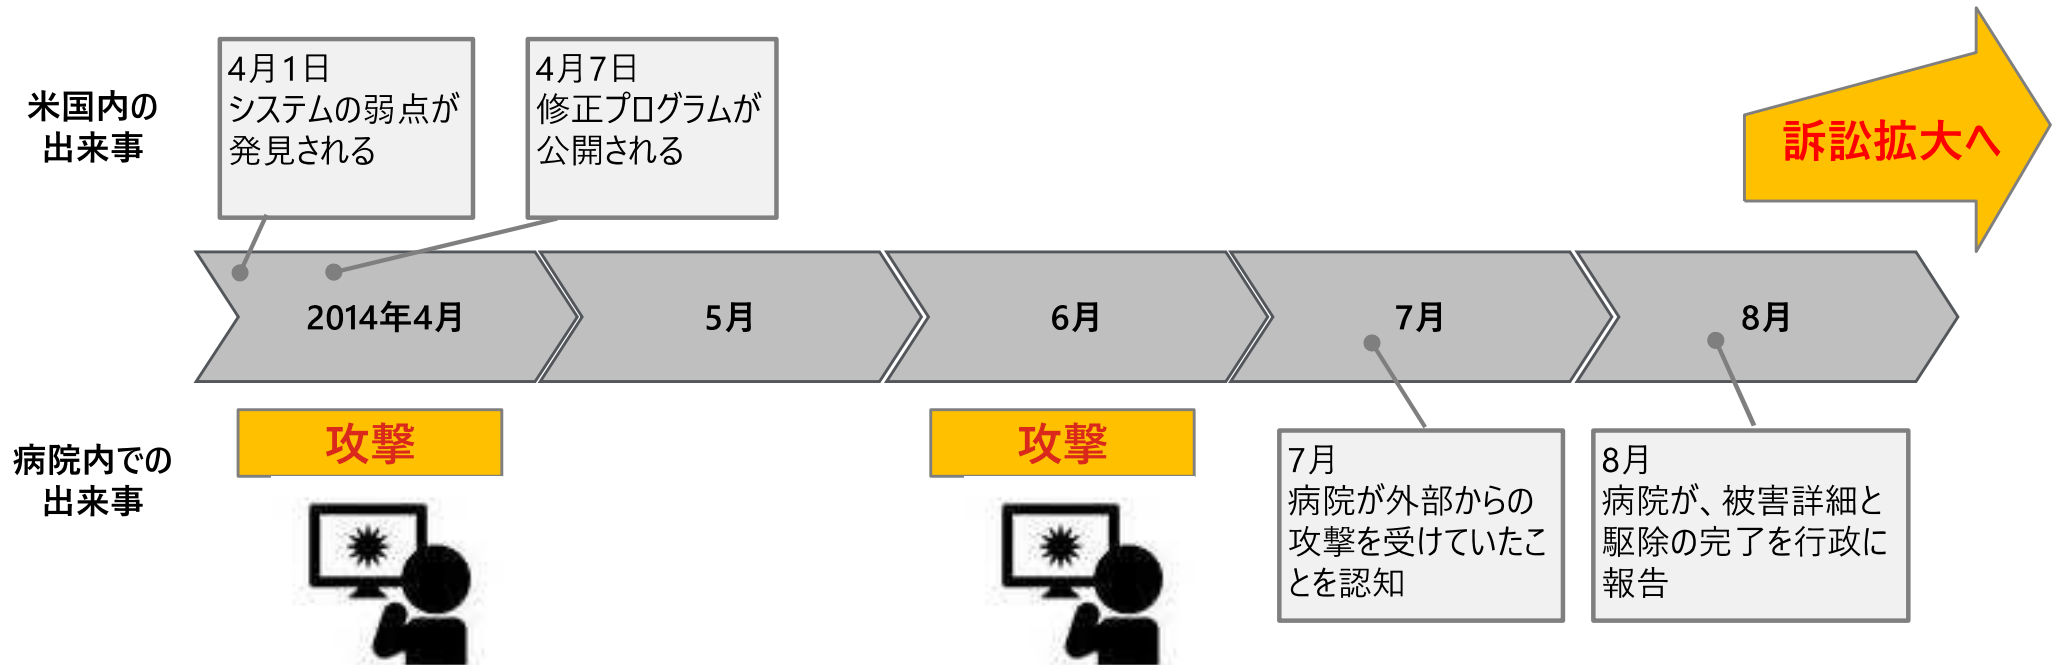 米国内の
出来事
4月1日
システムの弱点が
発見される
4月7日
修正プログラムが
公開される
訴訟拡大へ
2014年4月
5月
6月
7月
8月
病院内での
出来事
攻撃
攻撃
7月
病院が外部からの
攻撃を受けていたこ
とを認知
8月
病院が、被害詳細と
駆除の完了を行政に
報告